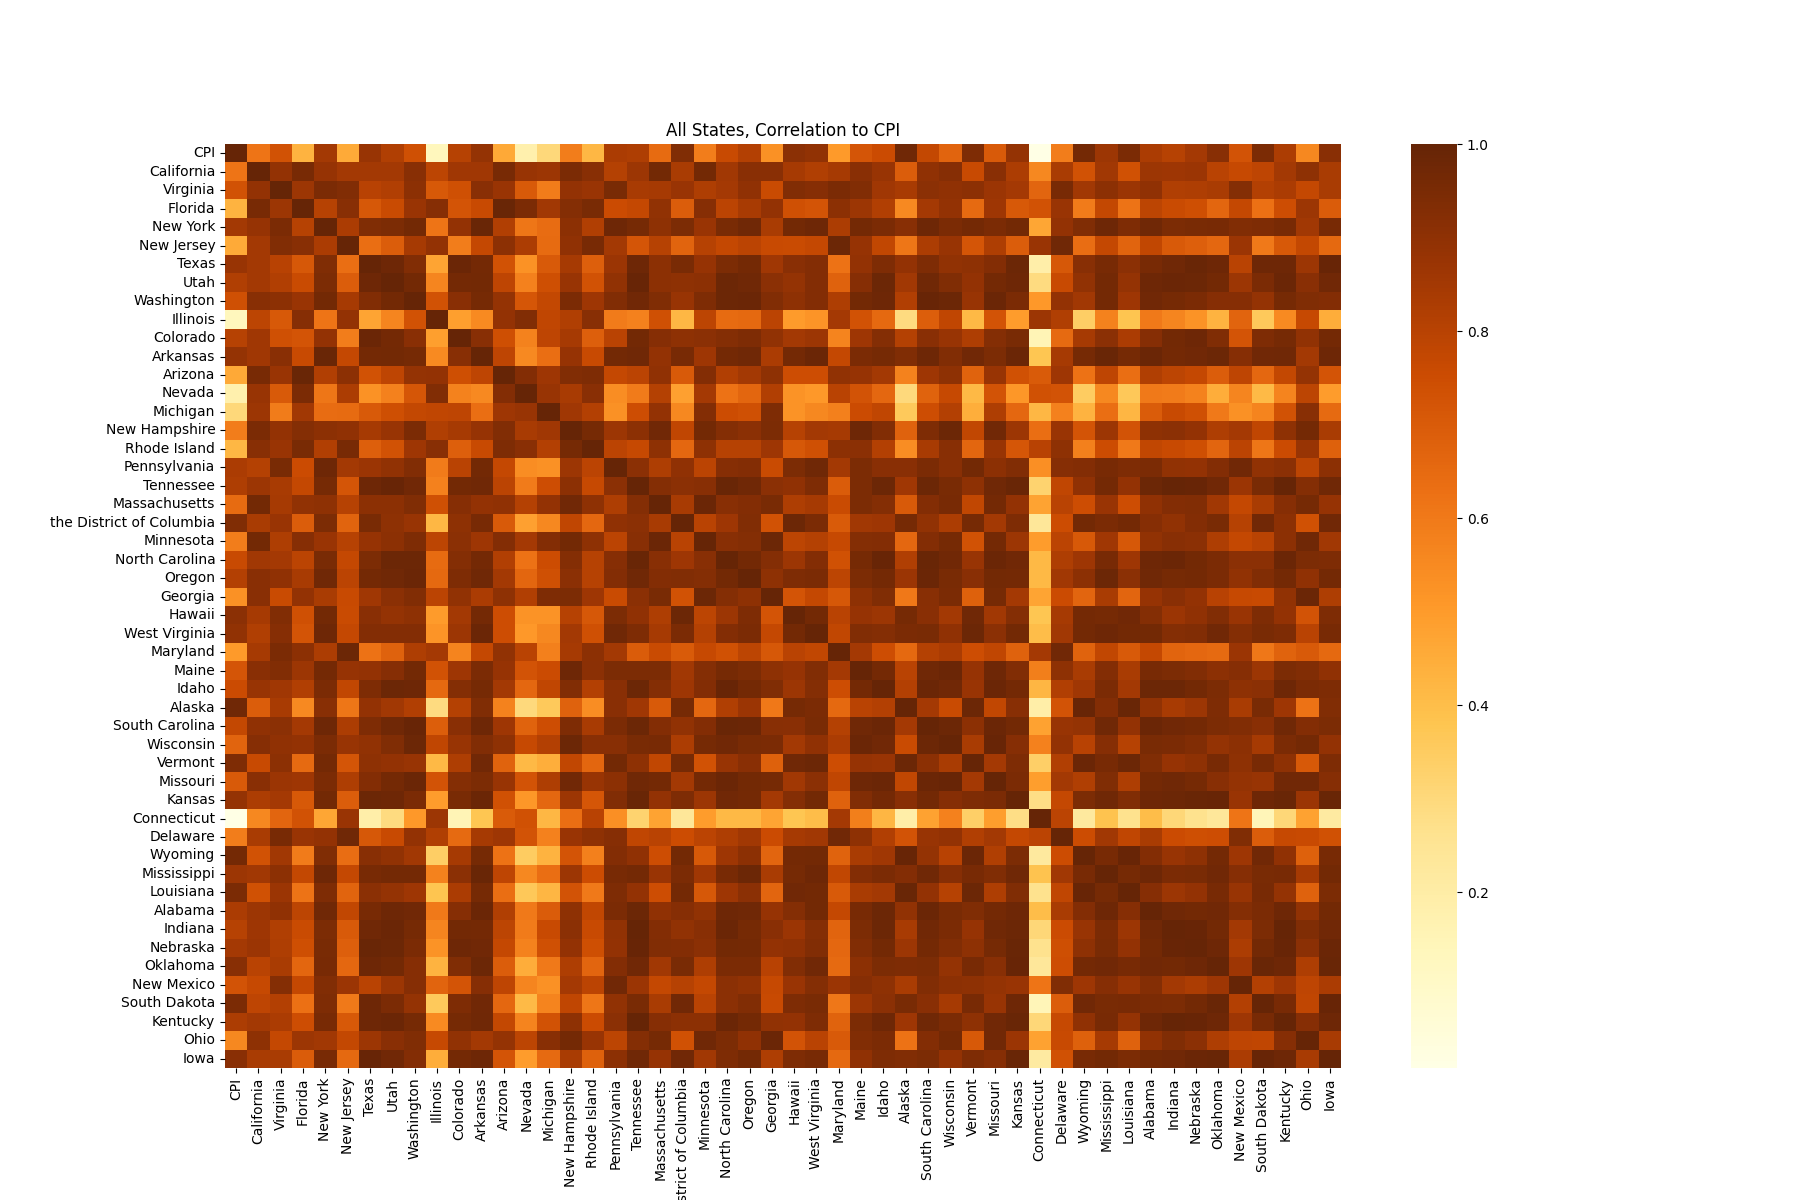 All States, Correlation to CPI
CPI
California
Virginia
Florida
New York
New Jersey
Texas
Utah
Washington
Illinois
Colorado
Arkansas
Arizona
Nevada
Michigan
New Hampshire
Rhode Island
Pennsylvania
Tennessee
Massachusetts
the District of Columbia
Minnesota
North Carolina
Oregon
Georgia
Hawaii
West Virginia
Maryland
Maine
Idaho
Alaska
South Carolina
Wisconsin
Vermont
Missouri
Kansas
Connecticut
Delaware
Wyoming
Mississippi
Louisiana
Alabama
Indiana
Nebraska
Oklahoma
New Mexico
South Dakota
Kentucky
Ohio
Iowa
CPI
California
Virginia
Florida
New York
New Jersey
Texas
Utah
Washington
Illinois
Colorado
Arkansas
Arizona
Nevada
Michigan
New Hampshire
Rhode Island
Pennsylvania
Tennessee
Massachusetts
strict of Columbia
Minnesota
North Carolina
Oregon
Georgia
Hawaii
West Virginia
Maryland
Maine
Idaho
Alaska
South Carolina
Wisconsin
Vermont
Missouri
Kansas
Connecticut
Delaware
Wyoming
Mississippi
Louisiana
Alabama
Indiana
Nebraska
Oklahoma
New Mexico
South Dakota
Kentucky
Ohio
Iowa
1.0
0.8
0.6
0.4
0.2